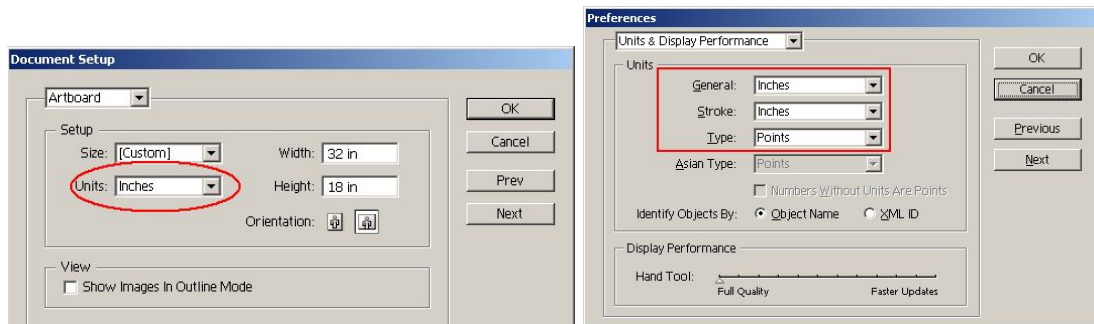 Document Setup
Artboard
OK
Setup
Size: [Custom] Width: 32 in
Cancel
Units: Inches Height: 18 in
Prev
Orientation:
Next
View
Show Images In Outline Mode
Preferences
Units & Display Performance
OK
Units
General: Inches
Cancel
Stroke: Inches
Type: Points
Previous
Asian Type: Points
Next
Numbers Without Units Are Points
Identify Objects By: Object Name XML ID
Display Performance
Hand Tool:
Full Quality Faster Updates